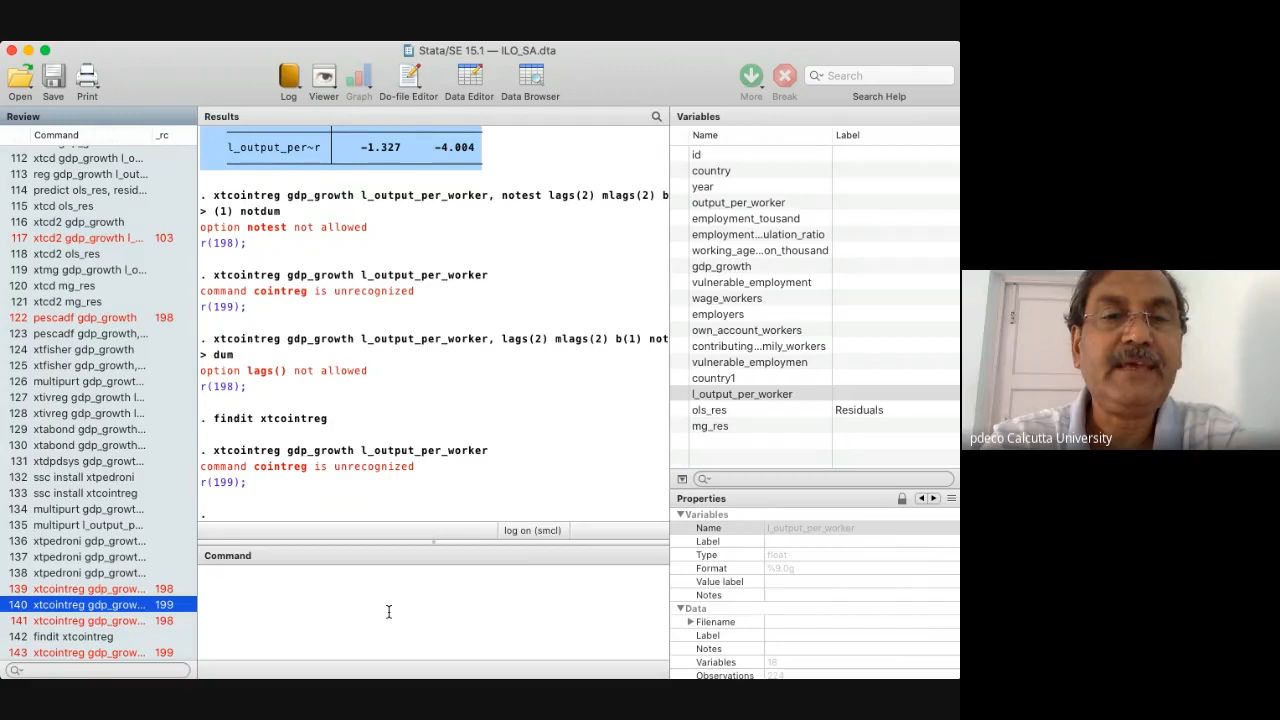 Stata/SE 15.1 — ILO_SA.dta
Open Save Print
Log Viewer Graph Do-file Editor Data Editor Data Browser
More Break
Search
Search Help
Review
Command _rc
112 xtcd gdp_growth l_o...
113 reg gdp_growth l_out...
114 predict ols_res, resid...
115 xtcd ols_res
116 xtcd2 gdp_growth
117 xtcd2 gdp_growth l_... 103
118 xtcd2 ols_res
119 xtmg gdp_growth l_o...
120 xtcd mg_res
121 xtcd2 mg_res
122 pescadf gdp_growth 198
123 pescadf gdp_growth,...
124 xtfisher gdp_growth
125 xtfisher gdp_growth,...
126 multipurt gdp_growt...
127 xtivreg gdp_growth l...
128 xtivreg gdp_growth l...
129 xtabond gdp_growth...
130 xtabond gdp_growth...
131 xtdpdsys gdp_growt...
132 ssc install xtpedroni
133 ssc install xtcointreg
134 multipurt gdp_growt...
135 multipurt l_output_p...
136 xtpedroni gdp_growt...
137 xtpedroni gdp_growt...
138 xtpedroni gdp_growt...
139 xtcointreg gdp_grow... 198
140 xtcointreg gdp_grow... 199
141 xtcointreg gdp_grow... 198
142 findit xtcointreg
143 xtcointreg gdp_grow... 199
Results
l_output_per~r -1.327 -4.004
. xtcointreg gdp_growth l_output_per_worker, notest lags(2) mlags(2) b
> (1) notdum
option notest not allowed
r(198);
. xtcointreg gdp_growth l_output_per_worker
command cointreg is unrecognized
r(199);
. xtcointreg gdp_growth l_output_per_worker, lags(2) mlags(2) b(1) not
> dum
option lags() not allowed
r(198);
. findit xtcointreg
. xtcointreg gdp_growth l_output_per_worker
command cointreg is unrecognized
r(199);
.
log on (smcl)
Command
Variables
Name Label
id
country
year
output_per_worker
employment_tousand
employment...ulation_ratio
working_age...on_thousand
gdp_growth
vulnerable_employment
wage_workers
employers
own_account_workers
contributing...mily_workers
vulnerable_employmen
country1
l_output_per_worker
ols_res Residuals
mg_res
Properties
Variables
Name l_output_per_worker
Label
Type float
Format %9.0g
Value label
Notes
Data
Filename
Label
Notes
Variables 18
Observations 224
pdeco Calcutta University